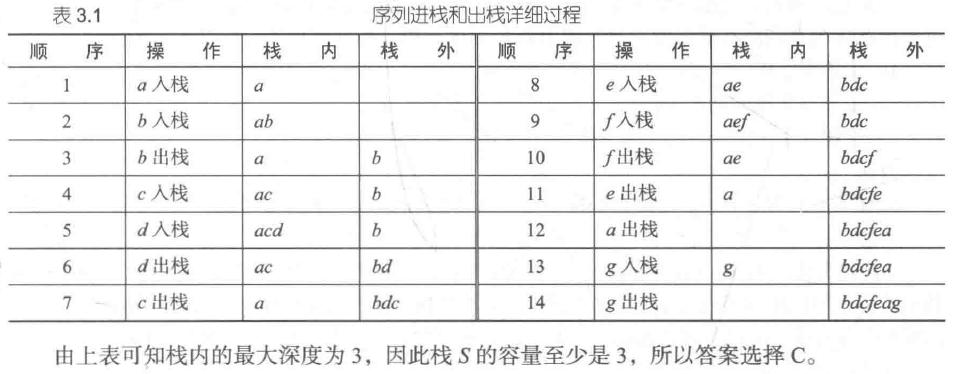 表 3.1 序列进栈和出栈详细过程
顺 序 操 作 栈 内 栈 外 顺 序 操 作 栈 内 栈 外
1 a 入栈 a 8 e 入栈 ae bdc
2 b 入栈 ab 9 f 入栈 aef bdc
3 b 出栈 a b 10 f 出栈 ae bdcf
4 c 入栈 ac b 11 e 出栈 a bdcfe
5 d 入栈 acd b 12 a 出栈 bdcfea
6 d 出栈 ac bd 13 g 入栈 g bdcfea
7 c 出栈 a bdc 14 g 出栈 bdcfeag
由上表可知栈内的最大深度为 3，因此栈 S 的容量至少是 3，所以答案选择 C。